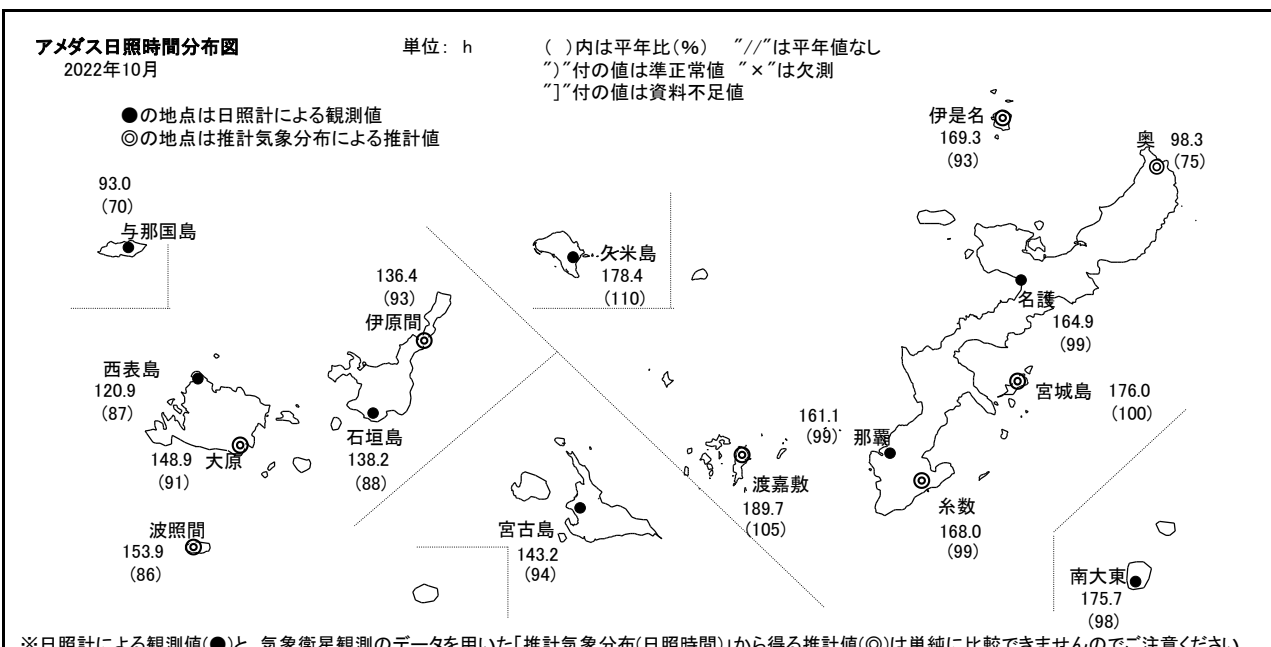 アメダス日照時間分布図
2022年10月
単位: h
( )内は平年比(%) "//"は平年値なし
")"付の値は準正常値 "×"は欠測
"]"付の値は資料不足値
●の地点は日照計による観測値
◎の地点は推計気象分布による推計値
伊是名
169.3
(93)
奥 98.3
(75)
93.0
(70)
与那国島
久米島
178.4
(110)
136.4
(93)
伊原間
名護
164.9
(99)
西表島
120.9
(87)
宮城島 176.0
(100)
161.1
(99)
那覇
石垣島
138.2
(88)
148.9
(91)
大原
渡嘉敷
189.7
(105)
糸数
168.0
(99)
波照間
153.9
(86)
宮古島
143.2
(94)
南大東
175.7
(98)
※日照計による観測値(●)と、気象衛星観測のデータを用いた「推計気象分布(日照時間)」から得る推計値(◎)は単純に比較できませんのでご注意ください